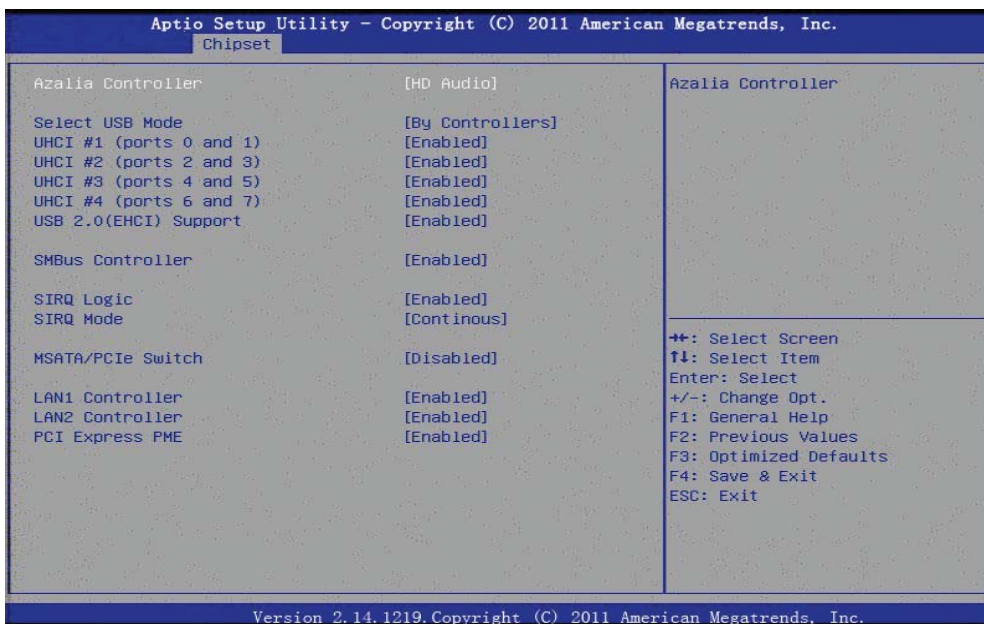 Aptio Setup Utility - Copyright (C) 2011 American Megatrends, Inc.
Chipset
Azalia Controller [HD Audio]
Select USB Mode [By Controllers]
UHCI #1 (ports 0 and 1) [Enabled]
UHCI #2 (ports 2 and 3) [Enabled]
UHCI #3 (ports 4 and 5) [Enabled]
UHCI #4 (ports 6 and 7) [Enabled]
USB 2.0(EHCI) Support [Enabled]
SMBus Controller [Enabled]
SIRQ Logic [Enabled]
SIRQ Mode [Continous]
MSATA/PCIe Switch [Disabled]
LAN1 Controller [Enabled]
LAN2 Controller [Enabled]
PCI Express PME [Enabled]
Azalia Controller
→←: Select Screen
↑↓: Select Item
Enter: Select
+/-: Change Opt.
F1: General Help
F2: Previous Values
F3: Optimized Defaults
F4: Save & Exit
ESC: Exit
Version 2.14.1219. Copyright (C) 2011 American Megatrends, Inc.